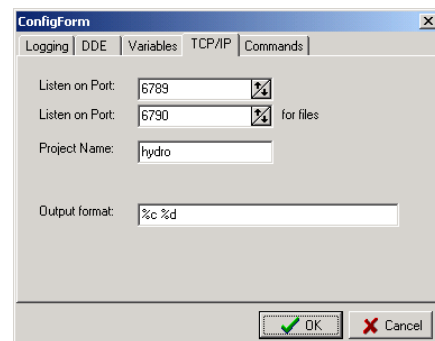 ConfigForm
Logging DDE Variables TCP/IP Commands
Listen on Port: 6789
Listen on Port: 6790 for files
Project Name: hydro
Output format: %c %d
OK Cancel